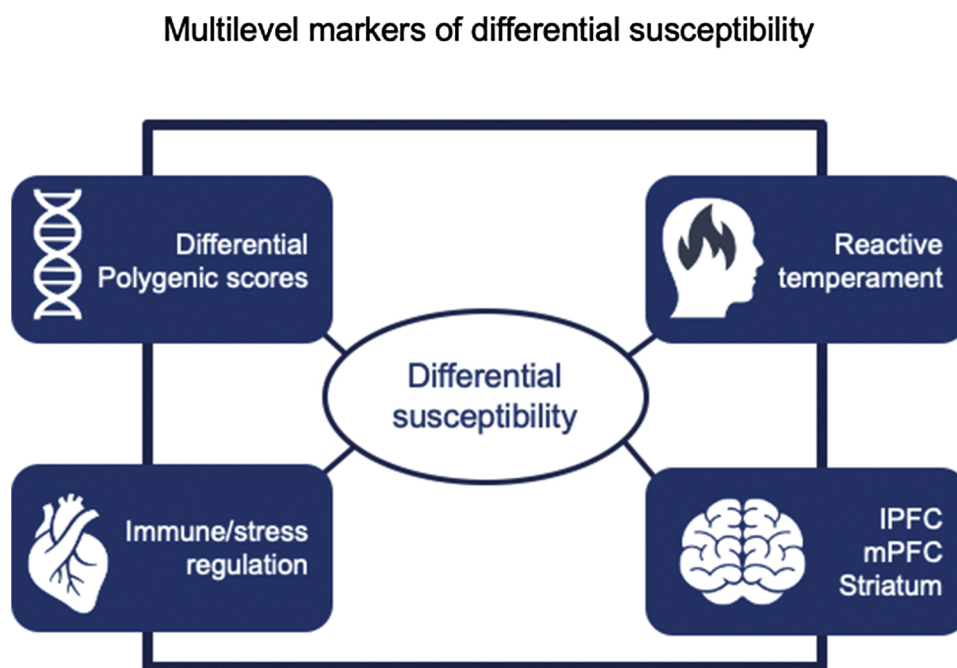 Multilevel markers of differential susceptibility
Differential
Polygenic scores
Reactive
temperament
Differential
susceptibility
Immune/stress
regulation
lPFC
mPFC
Striatum